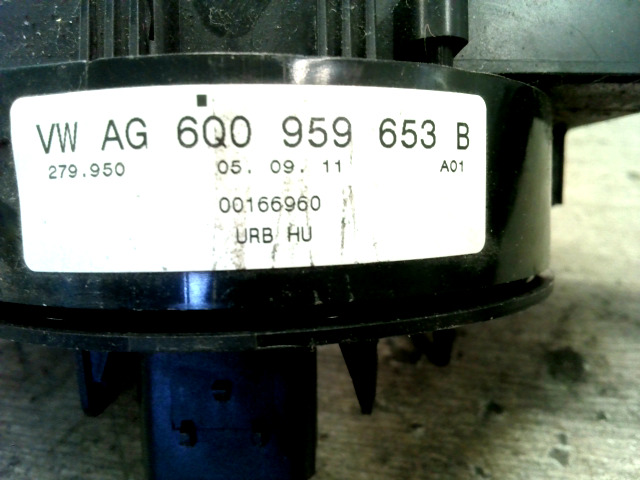 VW AG 6Q0 959 653 B
279.950 05. 09. 11 A01
00166960
URB HU